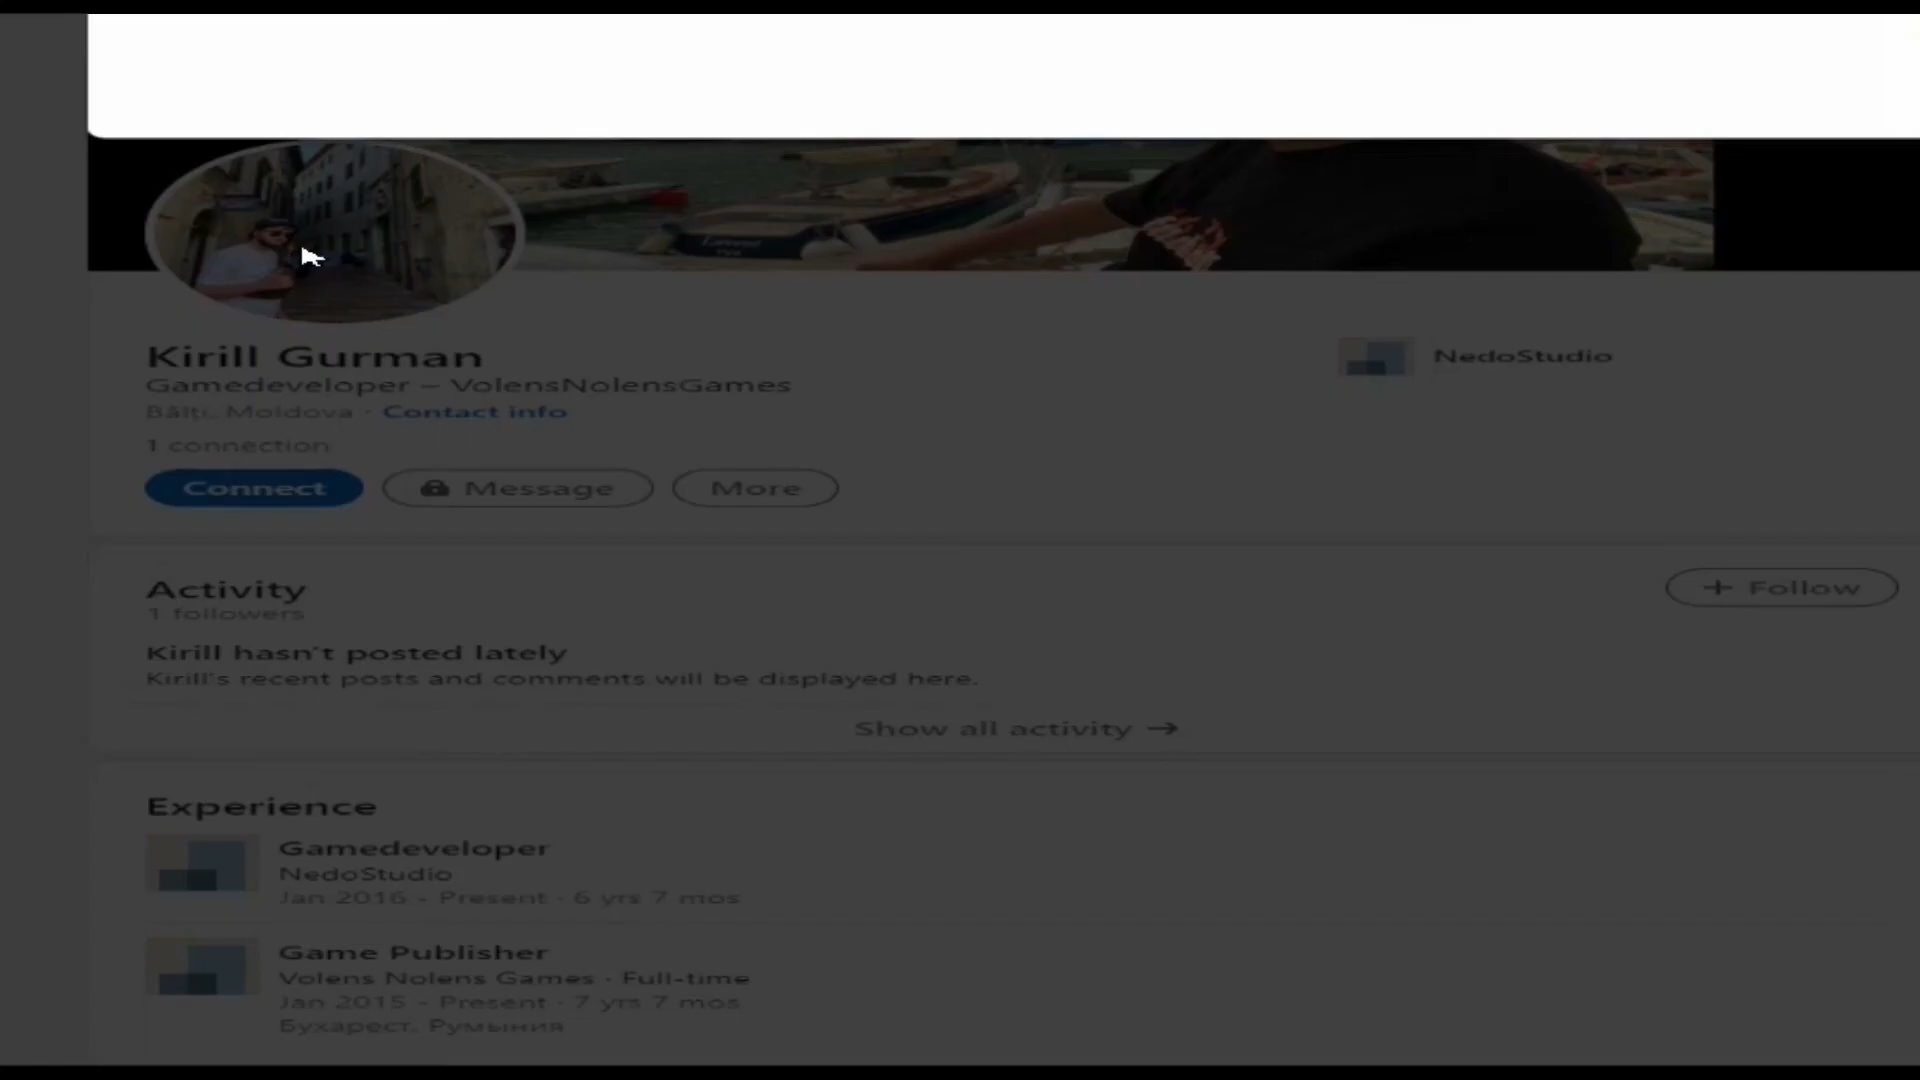 Kirill Gurman
Gamedeveloper – VolensNolensGames
Bălți, Moldova · Contact info
1 connection
Connect
Message
More
NedoStudio
Activity
1 followers
+ Follow
Kirill hasn't posted lately
Kirill's recent posts and comments will be displayed here.
Show all activity →
Experience
Gamedeveloper
NedoStudio
Jan 2016 - Present · 6 yrs 7 mos
Game Publisher
Volens Nolens Games · Full-time
Jan 2015 - Present · 7 yrs 7 mos
Бухарест, Румыния